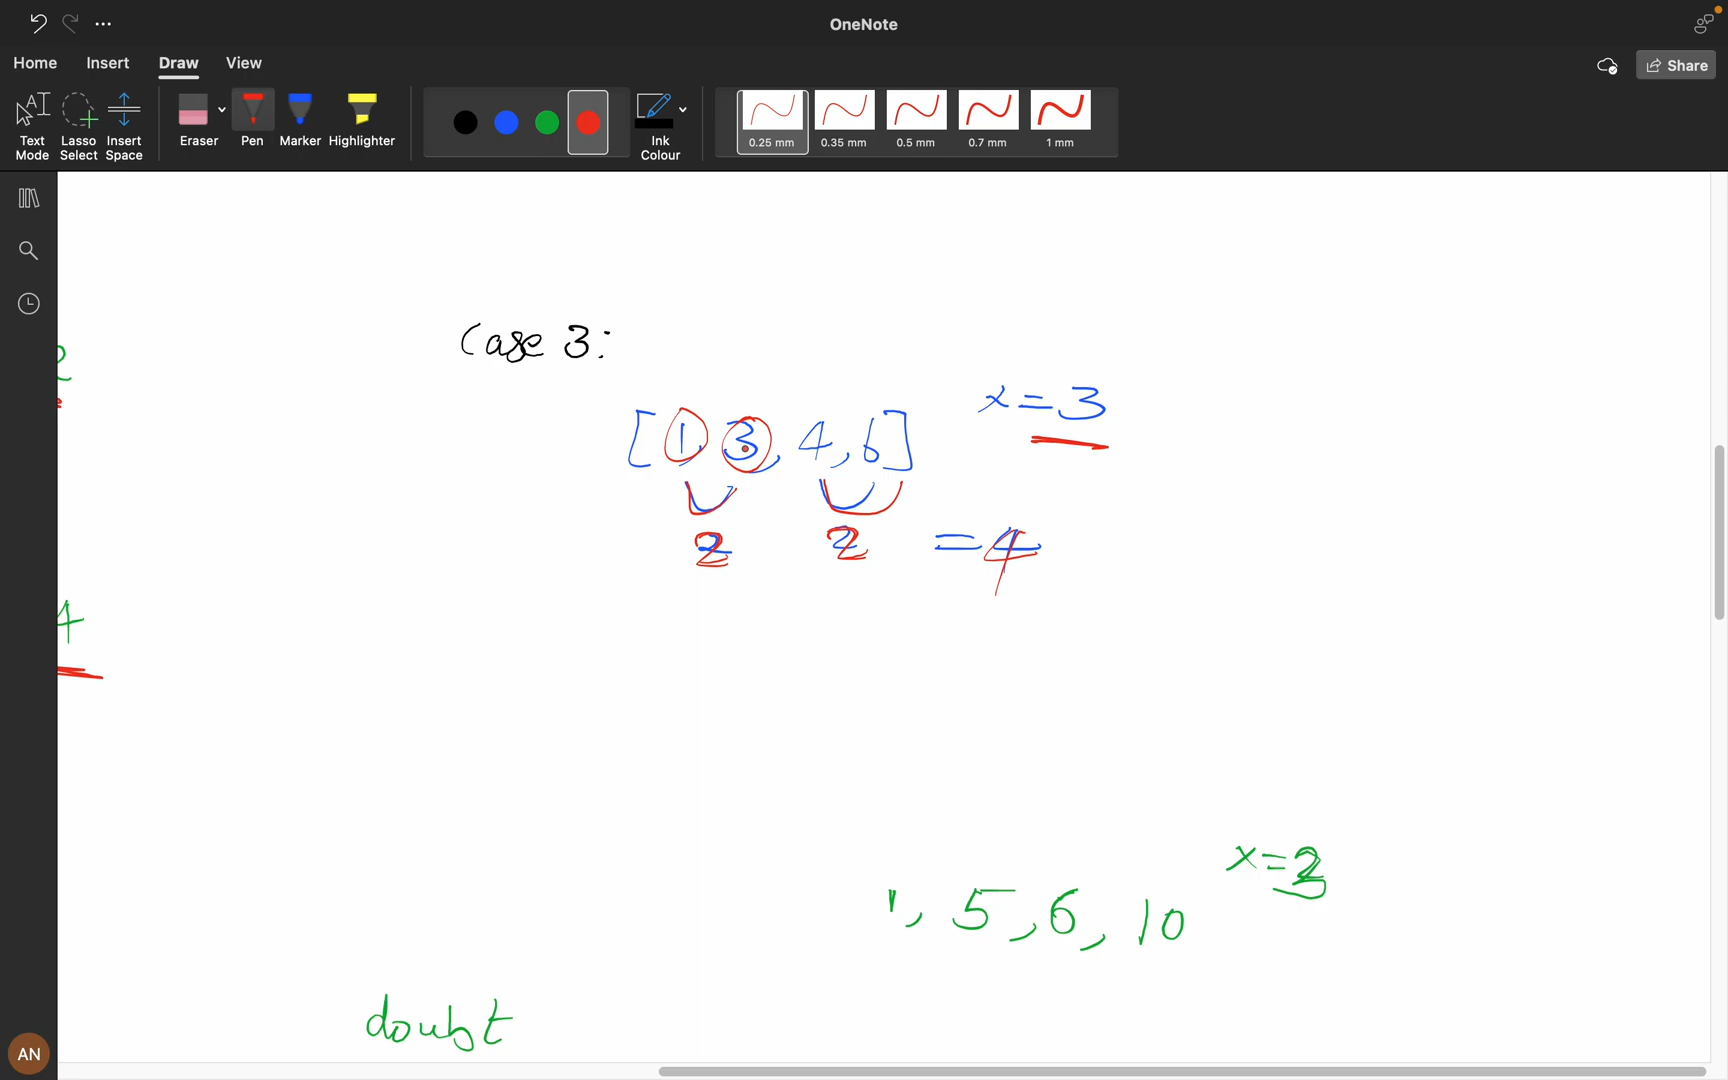 OneNote
Home Insert Draw View
Share
Text Mode
Lasso Select
Insert Space
Eraser
Pen
Marker
Highlighter
Ink Colour
0.25 mm
0.35 mm
0.5 mm
0.7 mm
1 mm
Case 3:
x = 3
[1, 3, 4, 6]
2 2 = 4
4
x = 2
1, 5, 6, 10
doubt
AN